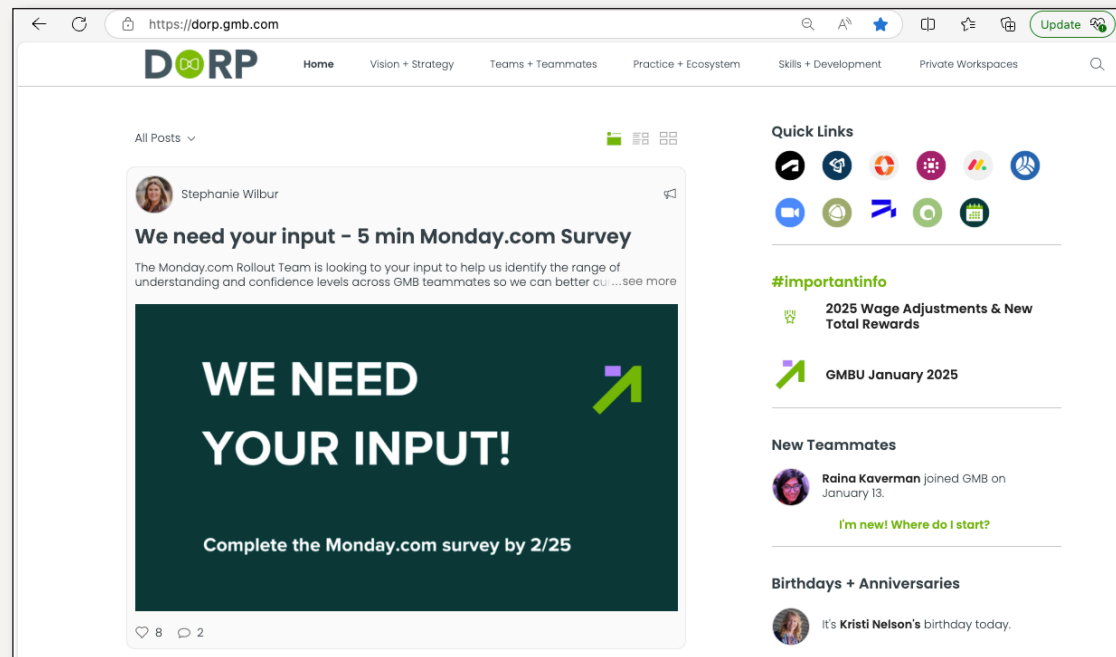 https://dorp.gmb.com
Update
DORP
Home Vision + Strategy Teams + Teammates Practice + Ecosystem Skills + Development Private Workspaces
All Posts
Stephanie Wilbur
We need your input - 5 min Monday.com Survey
The Monday.com Rollout Team is looking to your input to help us identify the range of
understanding and confidence levels across GMB teammates so we can better cu ...see more
WE NEED
YOUR INPUT!
Complete the Monday.com survey by 2/25
8 2
Quick Links
#importantinfo
2025 Wage Adjustments & New
Total Rewards
GMBU January 2025
New Teammates
Raina Kaverman joined GMB on
January 13.
I'm new! Where do I start?
Birthdays + Anniversaries
It's Kristi Nelson's birthday today.